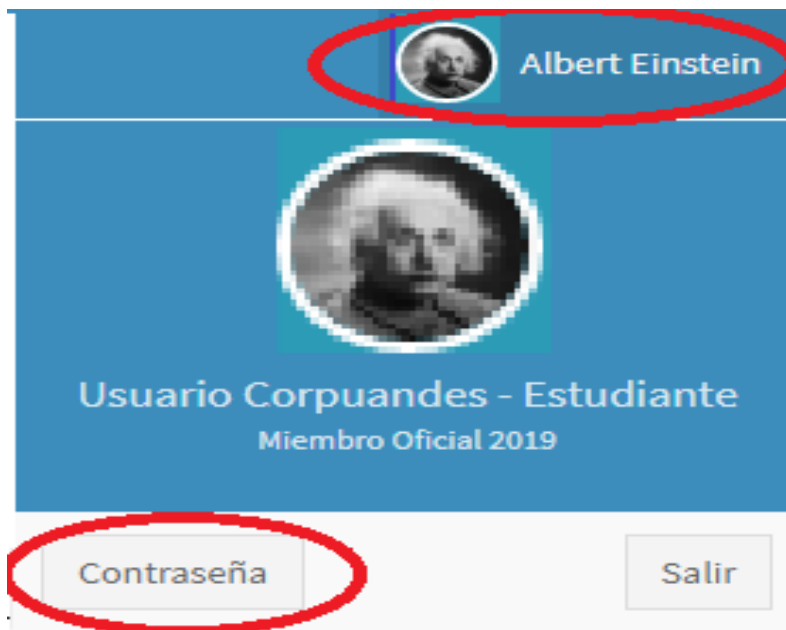 Albert Einstein
Usuario Corpuandes - Estudiante
Miembro Oficial 2019
Contraseña
Salir